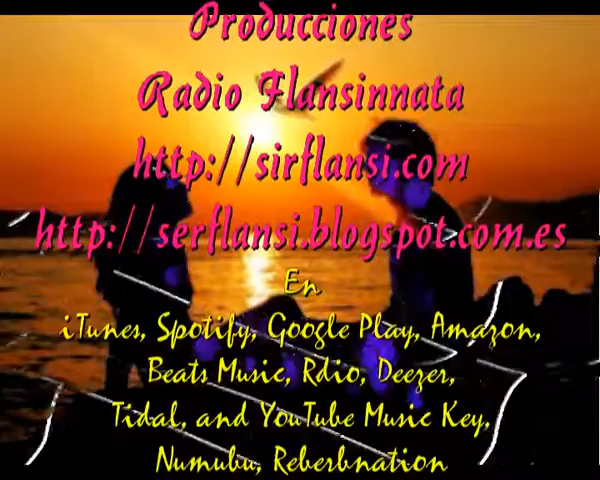 Producciones
Radio Flansinnata
http://sirflansi.com
http://serflansi.blogspot.com.es
En
iTunes, Spotify, Google Play, Amazon,
Beats Music, Rdio, Deezer,
Tidal, and YouTube Music Key,
Numubu, Reberbnation